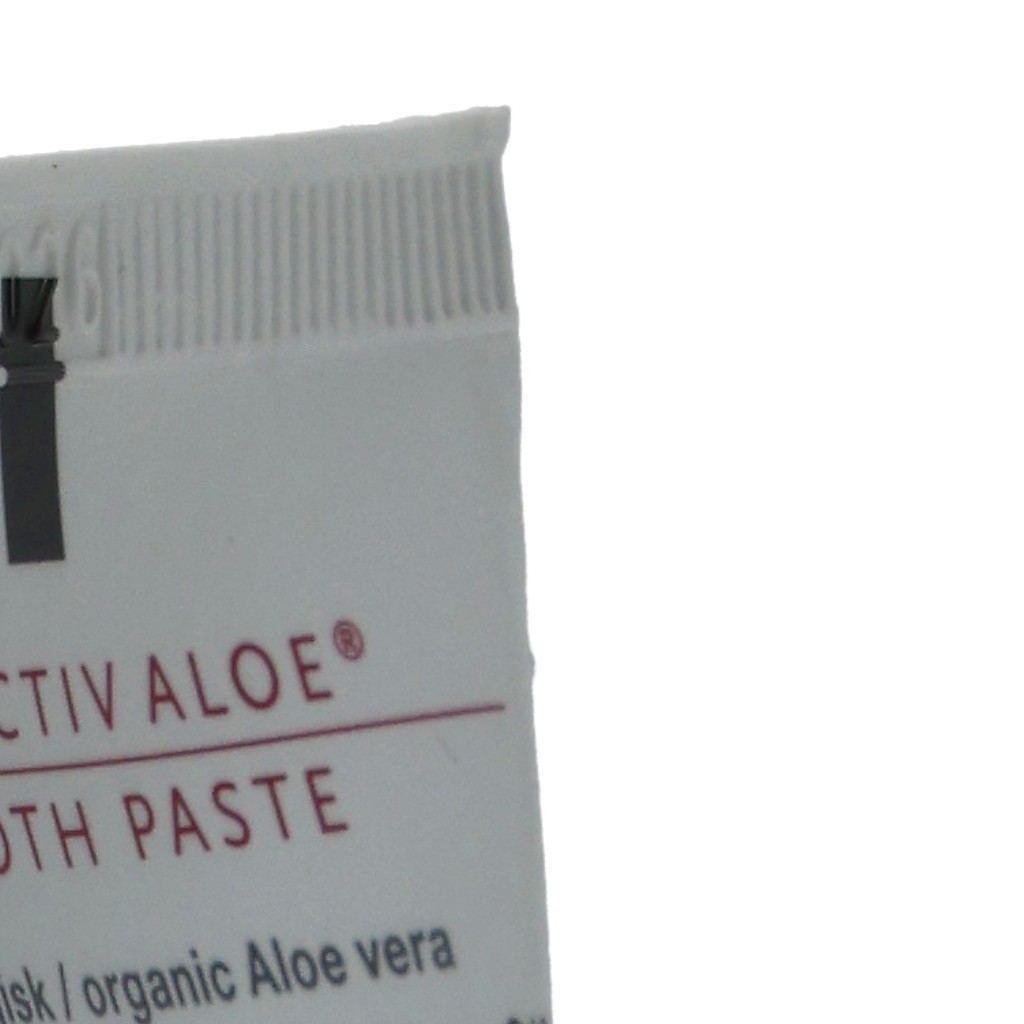 CTIV ALOE®
OTH PASTE
isk / organic Aloe vera